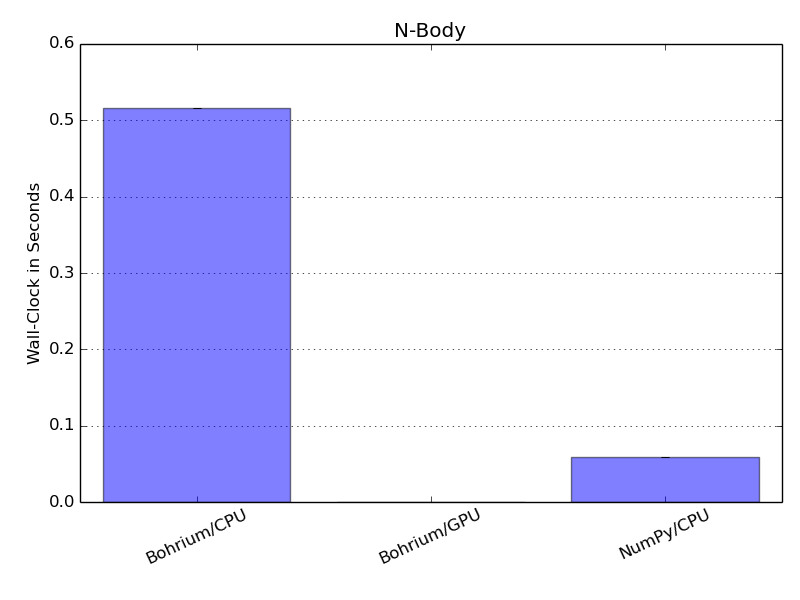 N-Body
Wall-Clock in Seconds
0.6
0.5
0.4
0.3
0.2
0.1
0.0
Bohrium/CPU
Bohrium/GPU
NumPy/CPU